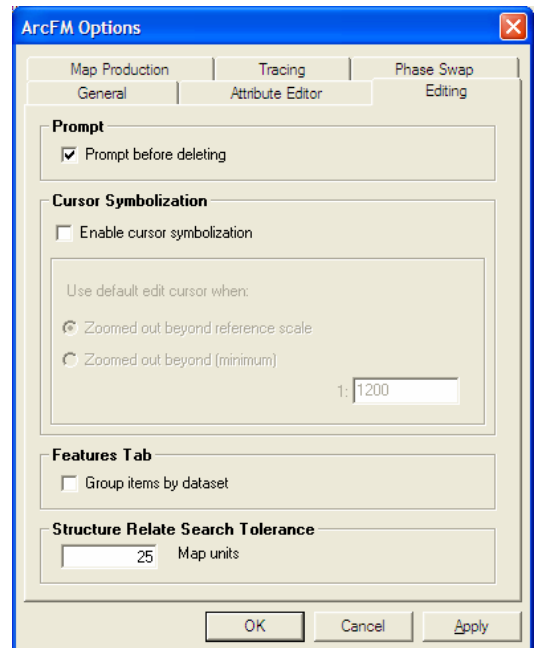 ArcFM Options
Map Production Tracing Phase Swap
General Attribute Editor Editing
Prompt
Prompt before deleting
Cursor Symbolization
Enable cursor symbolization
Use default edit cursor when:
Zoomed out beyond reference scale
Zoomed out beyond (minimum)
1: 1200
Features Tab
Group items by dataset
Structure Relate Search Tolerance
25 Map units
OK Cancel Apply